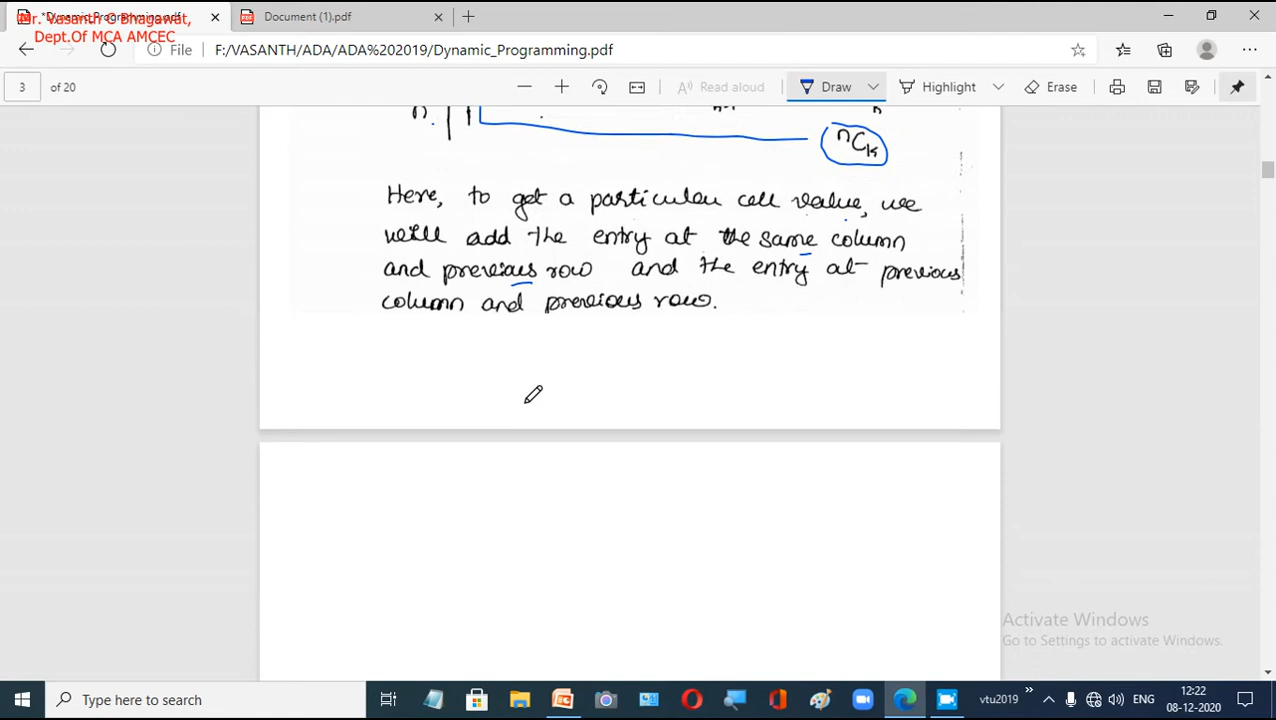 *Dynamic_Programming.pdf
Dr. Vasanth G Bhagawat,
Dept.Of MCA AMCEC
Document (1).pdf
File
F:/VASANTH/ADA/ADA%202019/Dynamic_Programming.pdf
3 of 20
Read aloud
Draw
Highlight
Erase
n
nCk
Here, to get a particular cell value, we
will add the entry at the same column
and previous row and the entry at previous
column and previous row.
Activate Windows
Go to Settings to activate Windows.
Type here to search
vtu2019
ENG
12:22
08-12-2020